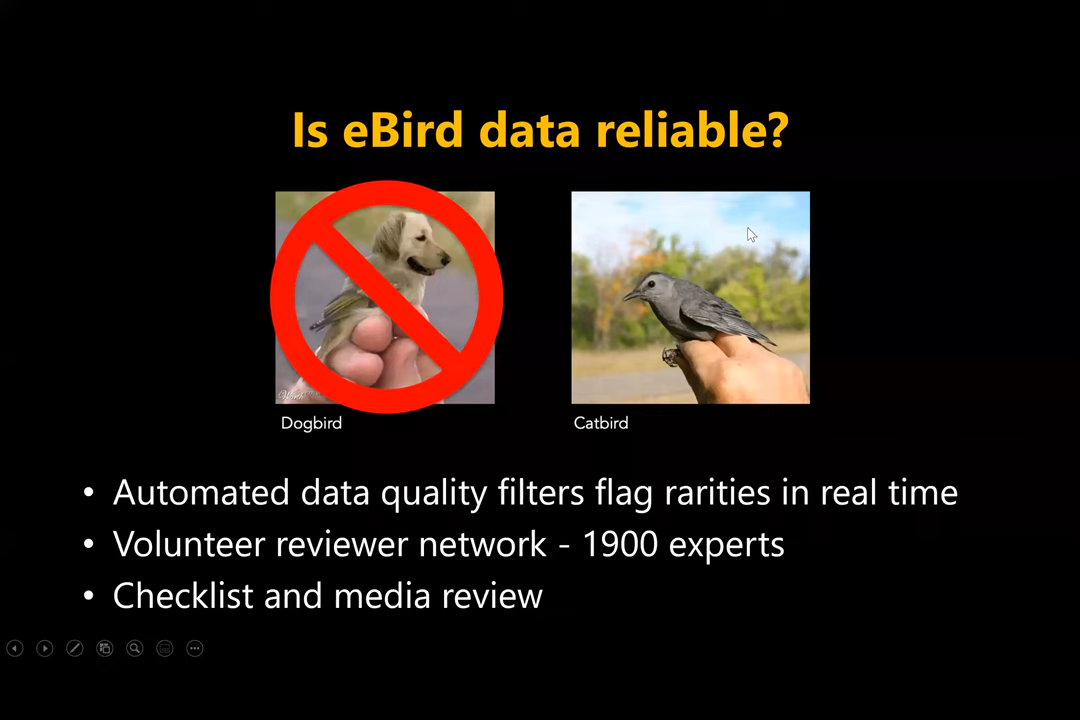 Is eBird data reliable?
Dogbird
Catbird
• Automated data quality filters flag rarities in real time
• Volunteer reviewer network - 1900 experts
• Checklist and media review